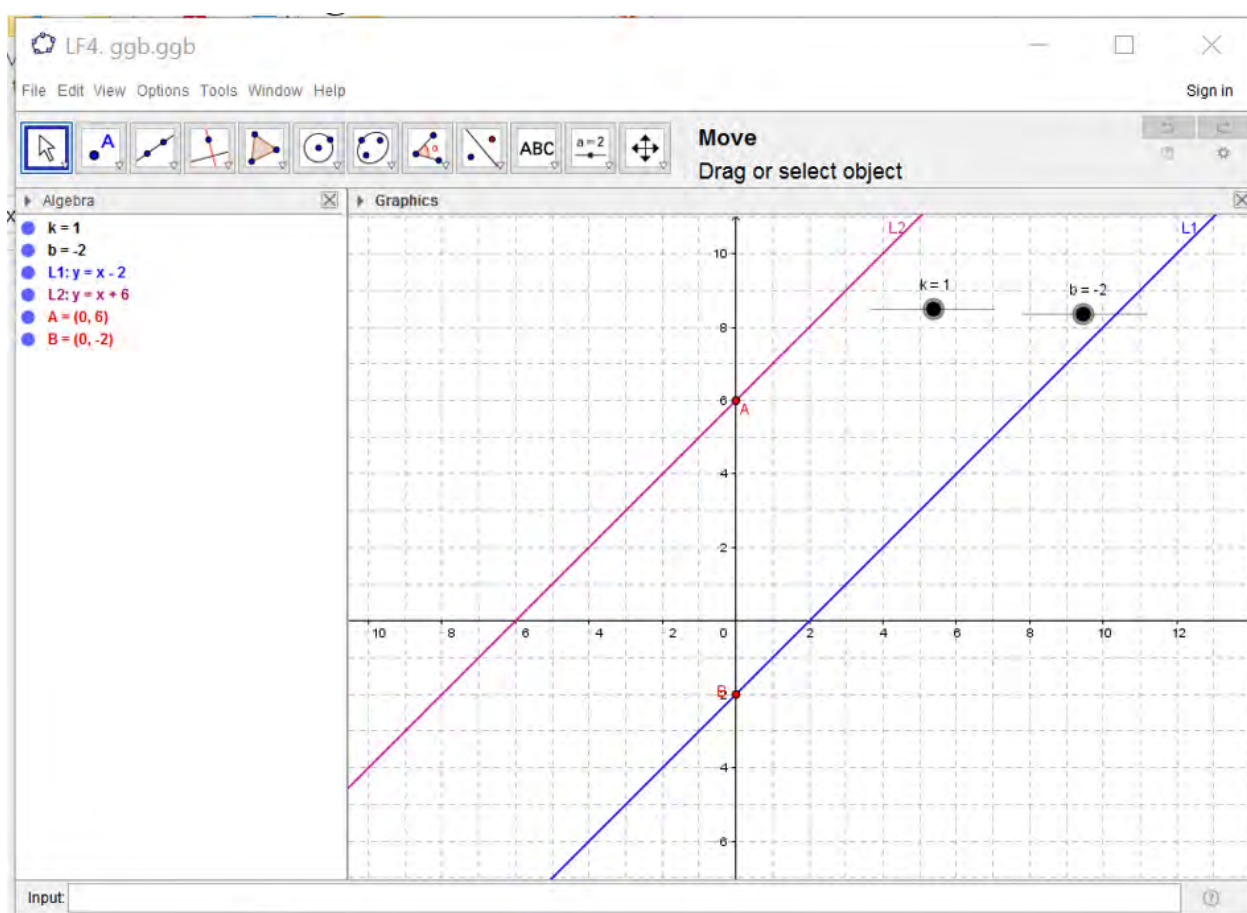 LF4. ggb.ggb
File Edit View Options Tools Window Help
Sign in
A
ABC
a = 2
Move
Drag or select object
Algebra
Graphics
k = 1
b = -2
L1: y = x - 2
L2: y = x + 6
A = (0, 6)
B = (0, -2)
L2
L1
k = 1
b = -2
10
8
6
A
4
2
10 8 6 4 2 0 2 4 6 8 10 12
B
2
4
6
Input: